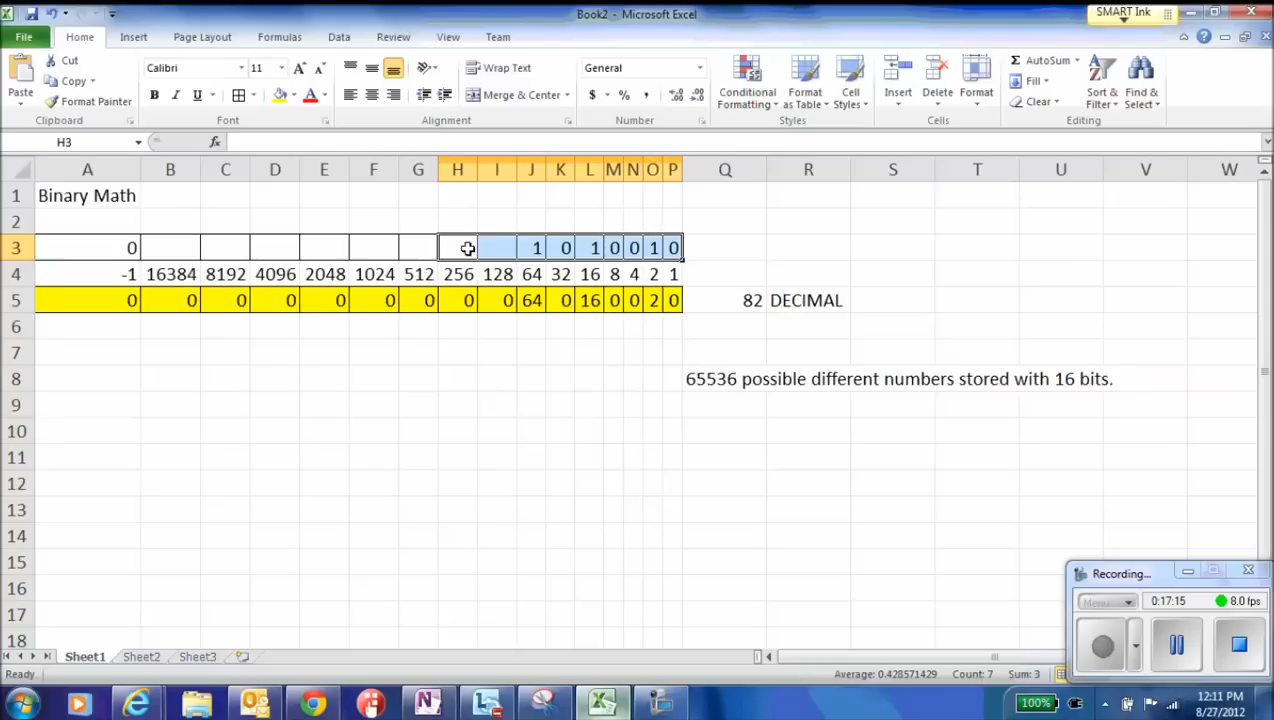 Book2 - Microsoft Excel
SMART Ink
File Home Insert Page Layout Formulas Data Review View Team
Cut
Copy
Format Painter
Paste
Calibri 11
B I U
Wrap Text
Merge & Center
General
$ % ,
Conditional Formatting
Format as Table
Cell Styles
Insert Delete Format
AutoSum
Fill
Clear
Sort & Filter
Find & Select
Clipboard Font Alignment Number Styles Cells Editing
H3 fx
A B C D E F G H I J K L M N O P Q R S T U V W
1 Binary Math
2
3 0 1 0 1 0 0 1 0
4 -1 16384 8192 4096 2048 1024 512 256 128 64 32 16 8 4 2 1
5 0 0 0 0 0 0 0 0 0 64 0 16 0 0 2 0 82 DECIMAL
6
7
8 65536 possible different numbers stored with 16 bits.
9
10
11
12
13
14
15
16
17
18
Recording...
Menu 0:17:15 8.0 fps
Sheet1 Sheet2 Sheet3
Ready Average: 0.428571429 Count: 7 Sum: 3
100% 12:11 PM
8/27/2012